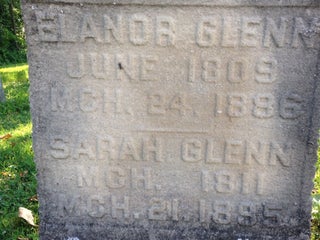 ELANOR GLENN
JUNE 1809
MCH. 24. 1886
SARAH GLENN
MCH. 1811
MCH. 21. 1885.